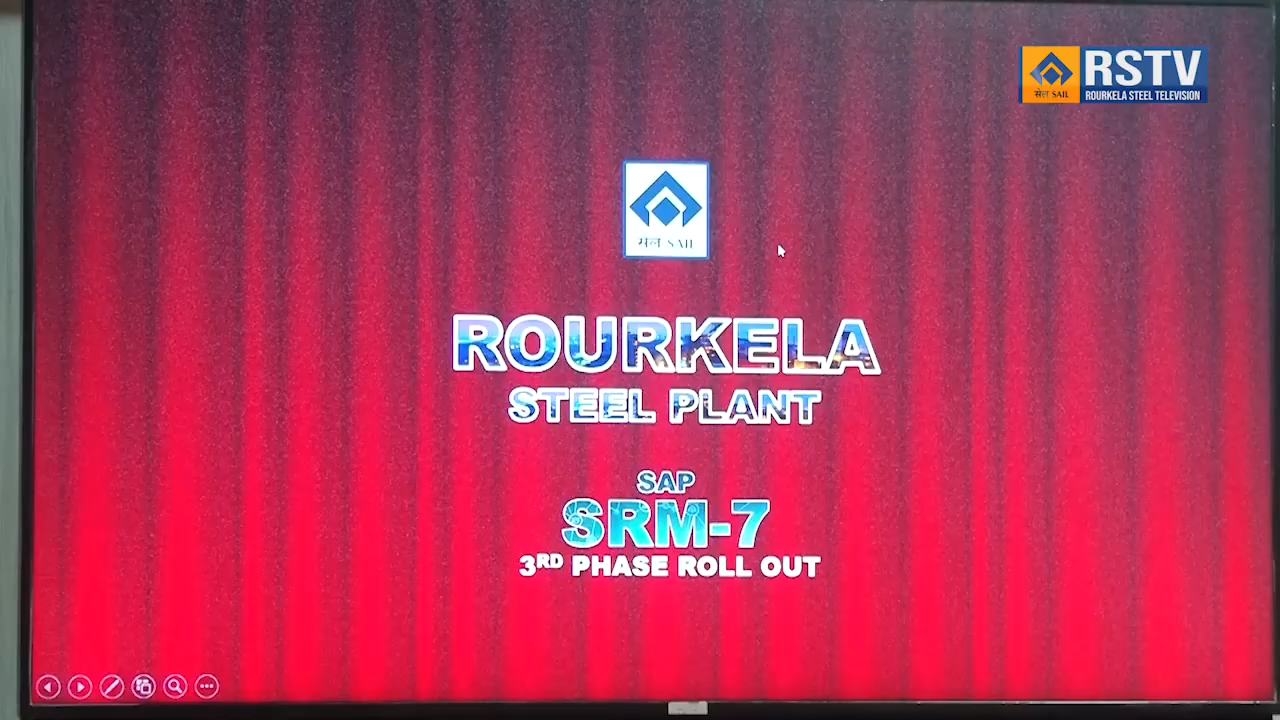 RSTV
सेल SAIL
ROURKELA STEEL TELEVISION
सेल SAIL
ROURKELA
STEEL PLANT
SAP
SRM-7
3RD PHASE ROLL OUT